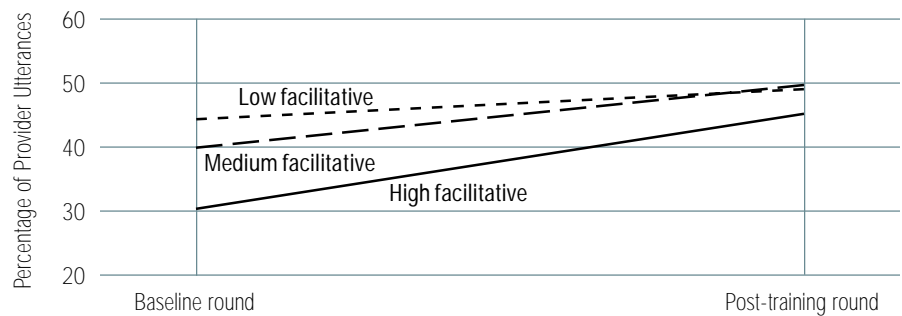 Percentage of Provider Utterances
60
50
40
30
20
Low facilitative
Medium facilitative
High facilitative
Baseline round
Post-training round